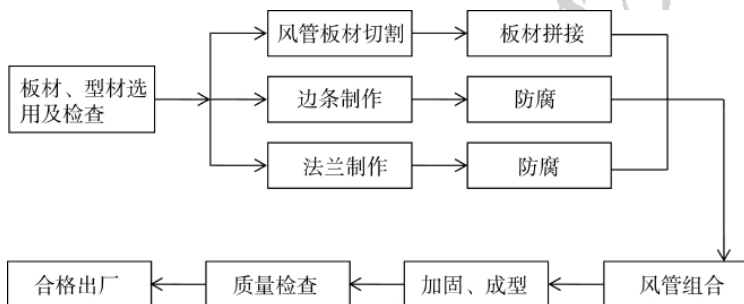 风管板材切割
板材拼接
板材、型材选
用及检查
边条制作
防腐
法兰制作
防腐
合格出厂
质量检查
加固、成型
风管组合